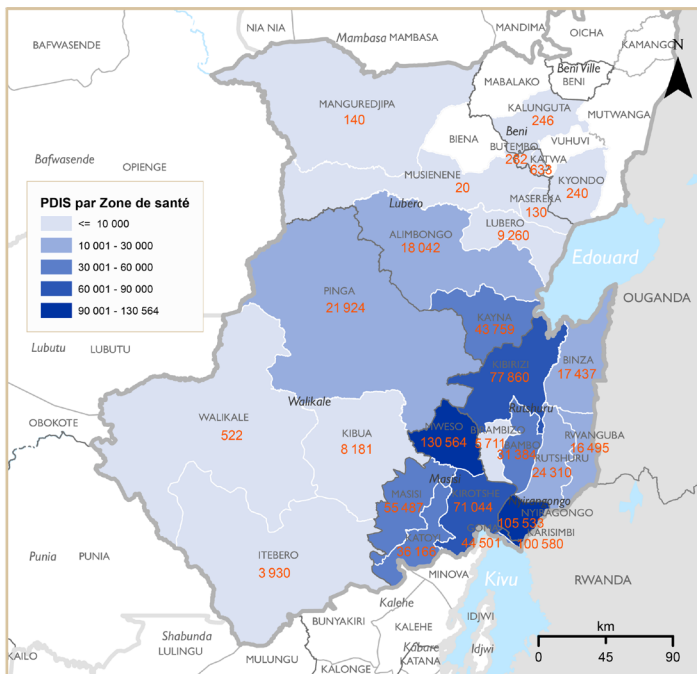 NIA NIA
MANDIMA
OICHA
BAFWASENDE
Mambasa
MAMBASA
KAMANGO
N
Beni Ville
BENI
MABALAKO
MANGUREDJIPA
140
KALUNGUTA
246
MUTWANGA
Beni
BIENA
VUHUVI
BUTEMBO
KATWA
633
Bafwasende
OPIENGE
MUSIENENE
20
KYONDO
240
MASEREKA
130
PDIS par Zone de santé
<= 10 000
10 001 - 30 000
30 001 - 60 000
60 001 - 90 000
90 001 - 130 564
Lubero
LUBERO
9 260
ALIMBONGO
18 042
Edouard
PINGA
21 924
OUGANDA
KAYNA
Lubutu
LUBUTU
KIBIRIZI
77 860
BINZA
17 437
Walikale
Rutshuru
WALIKALE
522
OBOKOTE
KIBUA
8 181
MWESO
130 564
BIRAMBIZO
5 711
BAMBO
RWANGUBA
16 495
RUTSHURU
24 310
Masisi
MASISI
KIROTSHE
71 044
Nyiragongo
NYIRAGONGO
105 538
GOMA
44 501
KARISIMBI
100 580
KATOYI
ITEBERO
3 930
Punia
PUNIA
MINOVA
Kivu
RWANDA
Kalehe
BUNYAKIRI
KALEHE
IDJWI
Idjwi
Shabunda
LULINGU
Kabare
KATANA
KAILO
MULUNGU
KALONGE
km
0 45 90